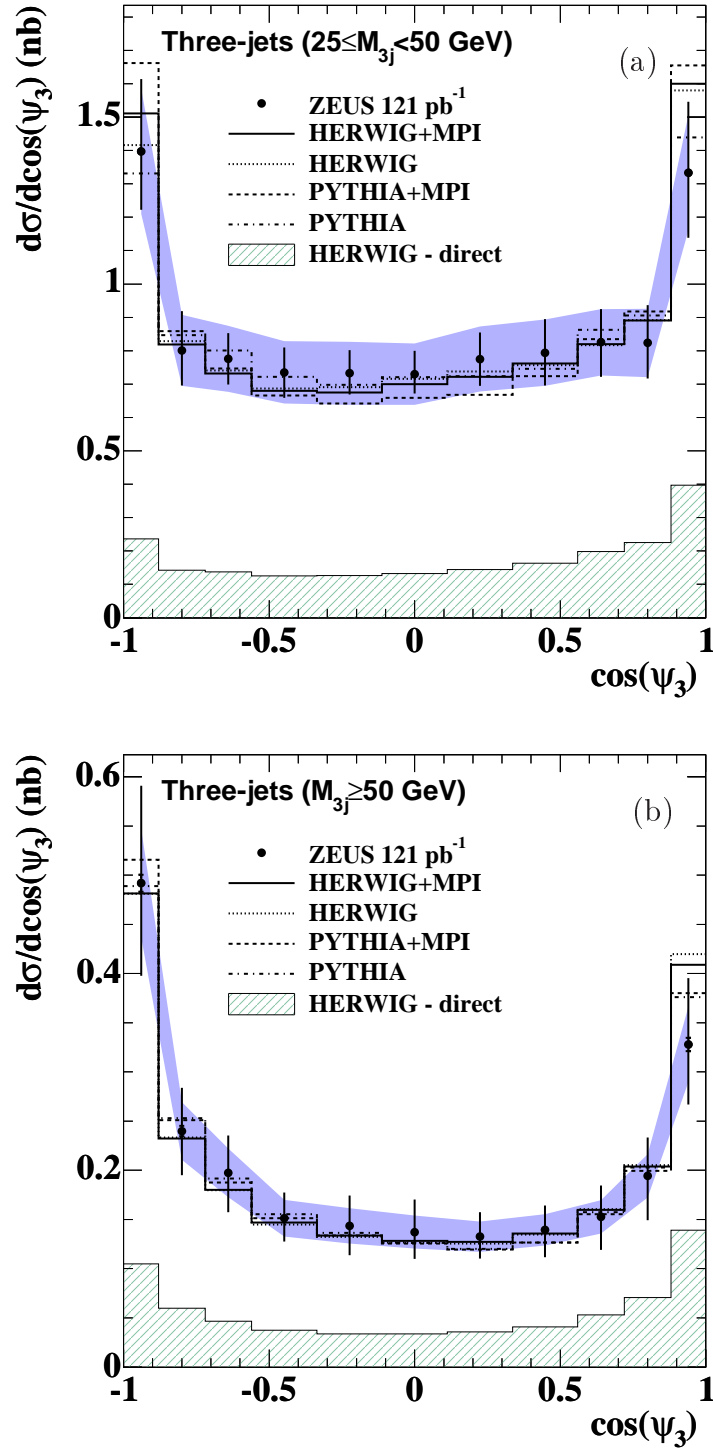 Three-jets (25≤M3j<50 GeV)
(a)
dσ/dcos(ψ3) (nb)
ZEUS 121 pb-1
HERWIG+MPI
HERWIG
PYTHIA+MPI
PYTHIA
HERWIG - direct
1.5
1
0.5
0
-1 -0.5 0 0.5 1
cos(ψ3)
Three-jets (M3j≥50 GeV)
(b)
dσ/dcos(ψ3) (nb)
ZEUS 121 pb-1
HERWIG+MPI
HERWIG
PYTHIA+MPI
PYTHIA
HERWIG - direct
0.6
0.4
0.2
0
-1 -0.5 0 0.5 1
cos(ψ3)